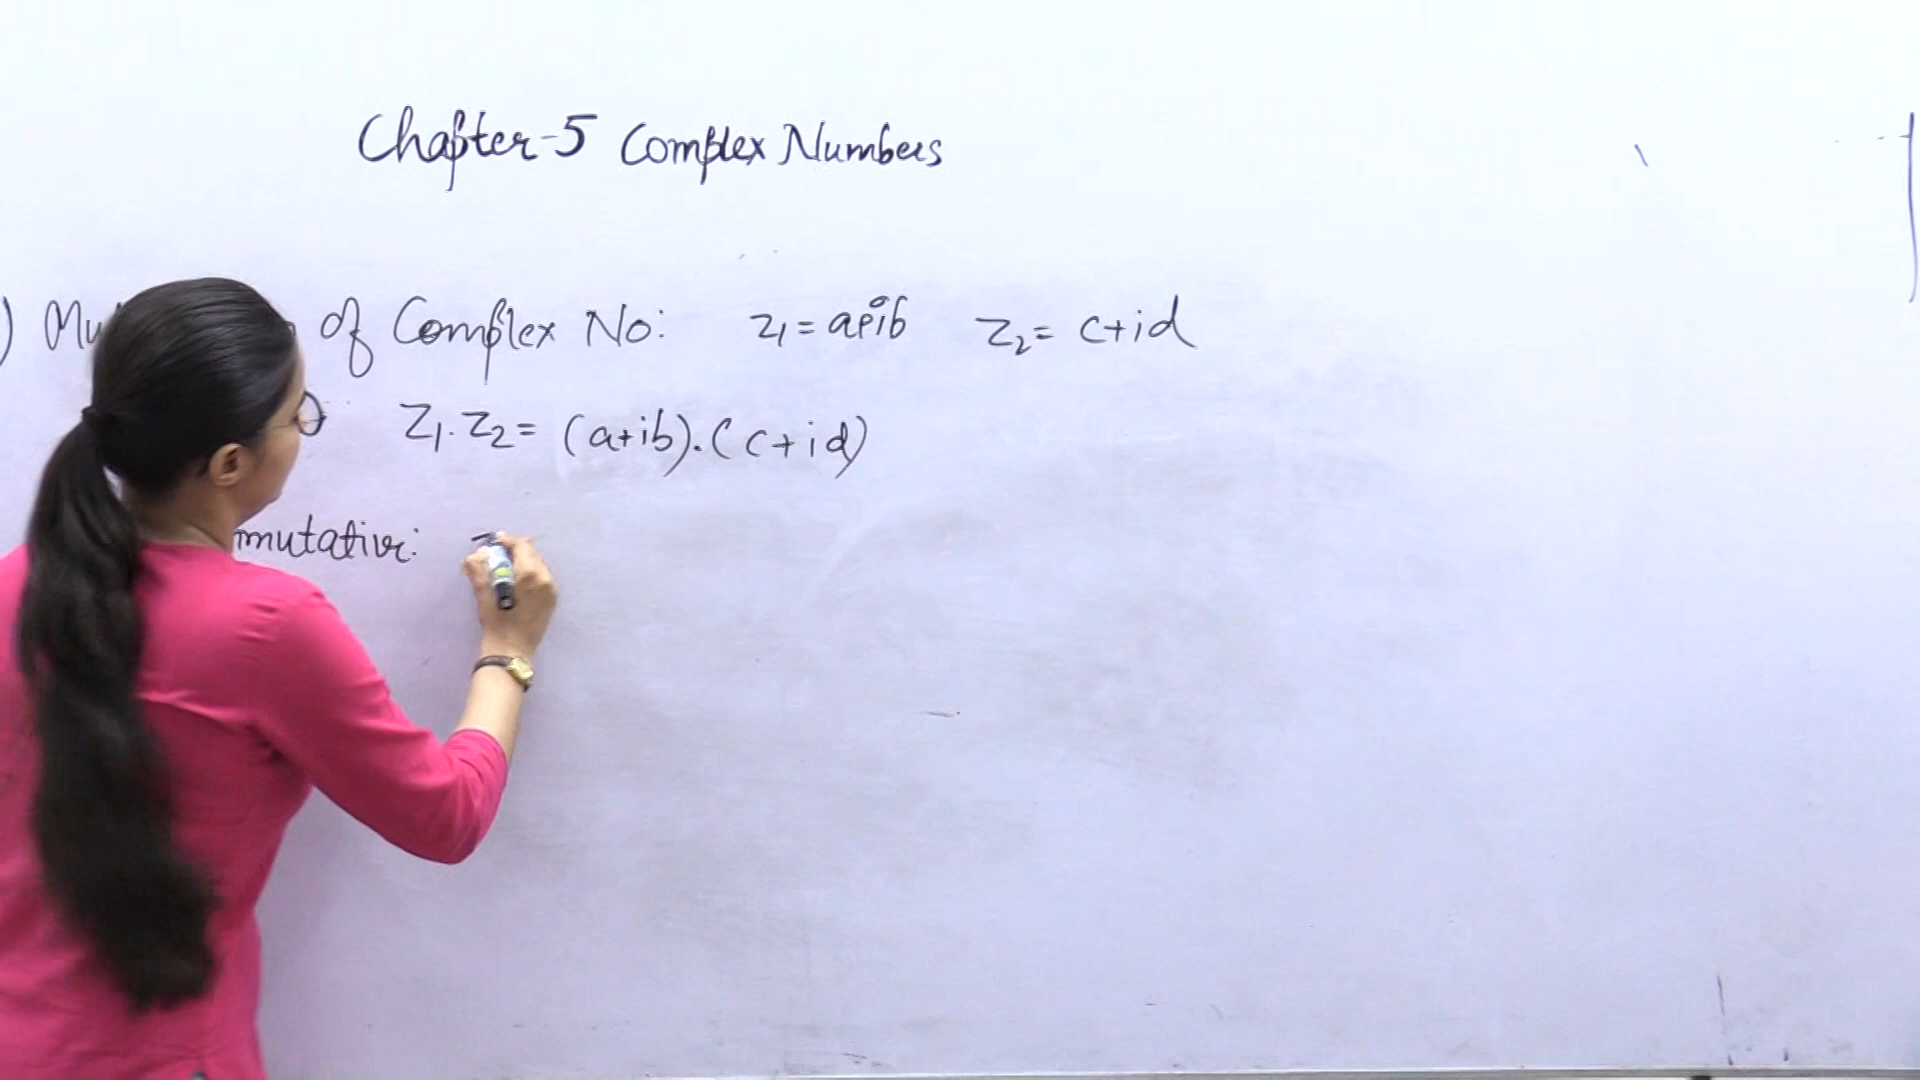 Chapter-5 Complex Numbers
of Complex No: z₁ = a+ib z₂ = c+id
z₁.z₂ = (a+ib).(c+id)
mutative: